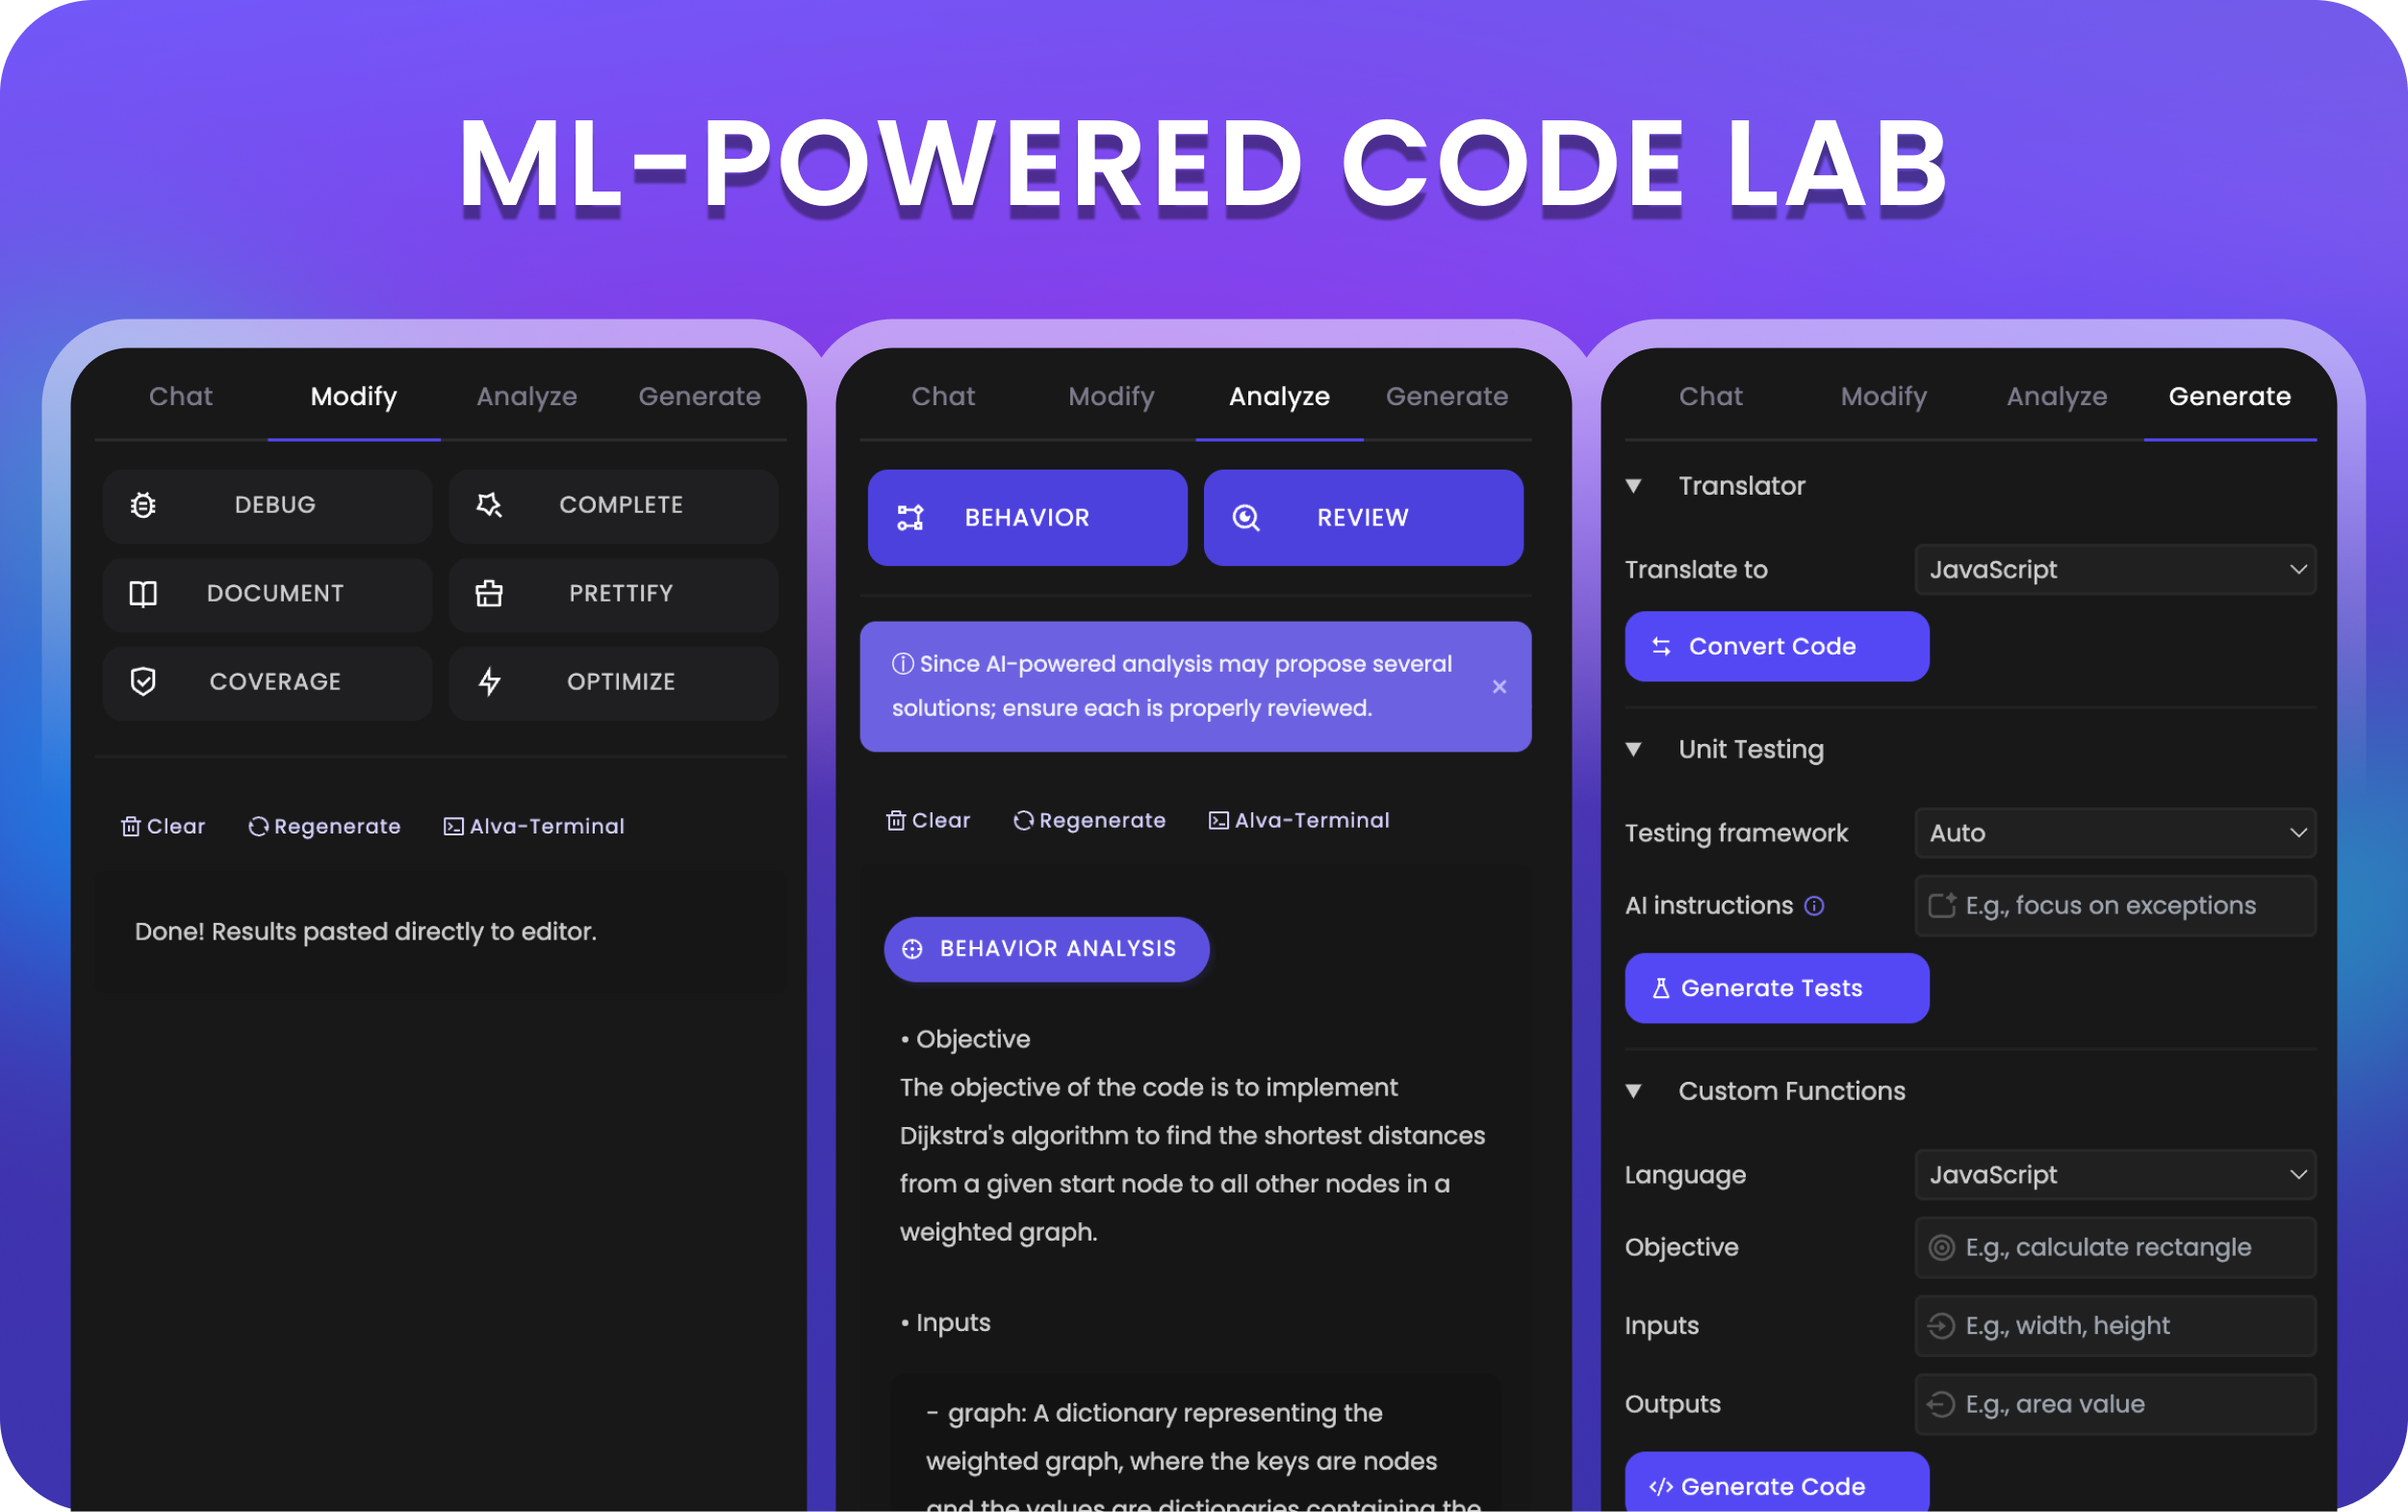 ML-POWERED CODE LAB
Chat Modify Analyze Generate
DEBUG COMPLETE
DOCUMENT PRETTIFY
COVERAGE OPTIMIZE
Clear Regenerate Alva-Terminal
Done! Results pasted directly to editor.
Chat Modify Analyze Generate
BEHAVIOR REVIEW
Since AI-powered analysis may propose several
solutions; ensure each is properly reviewed.
Clear Regenerate Alva-Terminal
BEHAVIOR ANALYSIS
• Objective
The objective of the code is to implement
Dijkstra's algorithm to find the shortest distances
from a given start node to all other nodes in a
weighted graph.
• Inputs
- graph: A dictionary representing the
weighted graph, where the keys are nodes
and the values are dictionaries containing the
Chat Modify Analyze Generate
Translator
Translate to JavaScript
Convert Code
Unit Testing
Testing framework Auto
AI instructions E.g., focus on exceptions
Generate Tests
Custom Functions
Language JavaScript
Objective E.g., calculate rectangle
Inputs E.g., width, height
Outputs E.g., area value
Generate Code